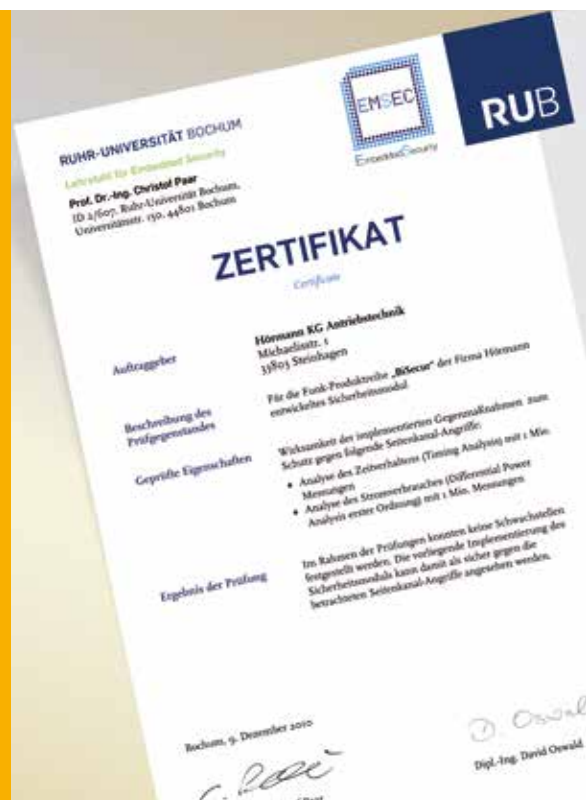 RUHR-UNIVERSITÄT BOCHUM
Lehrstuhl für Embedded Security
Prof. Dr.-Ing. Christof Paar
ID 2/607, Ruhr-Universität Bochum,
Universitätsstr. 150, 44801 Bochum
EMSEC
EmbeddedSecurity
RUB
ZERTIFIKAT
Certificate
Auftraggeber
Hörmann KG Antriebstechnik
Michaelisstr. 1
33803 Steinhagen
Beschreibung des
Prüfgegenstandes
Für die Funk-Produktreihe „BiSecur“ der Firma Hörmann
entwickeltes Sicherheitsmodul
Geprüfte Eigenschaften
Wirksamkeit der implementierten Gegenmaßnahmen zum
Schutz gegen folgende Seitenkanal-Angriffe:
• Analyse des Zeitverhaltens (Timing Analysis) mit 1 Mio.
Messungen
• Analyse des Stromverbrauches (Differential Power
Analysis erster Ordnung) mit 1 Mio. Messungen
Ergebnis der Prüfung
Im Rahmen der Prüfungen konnten keine Schwachstellen
festgestellt werden. Die vorliegende Implementierung des
Sicherheitsmoduls kann damit als sicher gegen die
betrachteten Seitenkanal-Angriffe angesehen werden.
Bochum, 9. Dezember 2010
D. Oswald
Dipl.-Ing. David Oswald